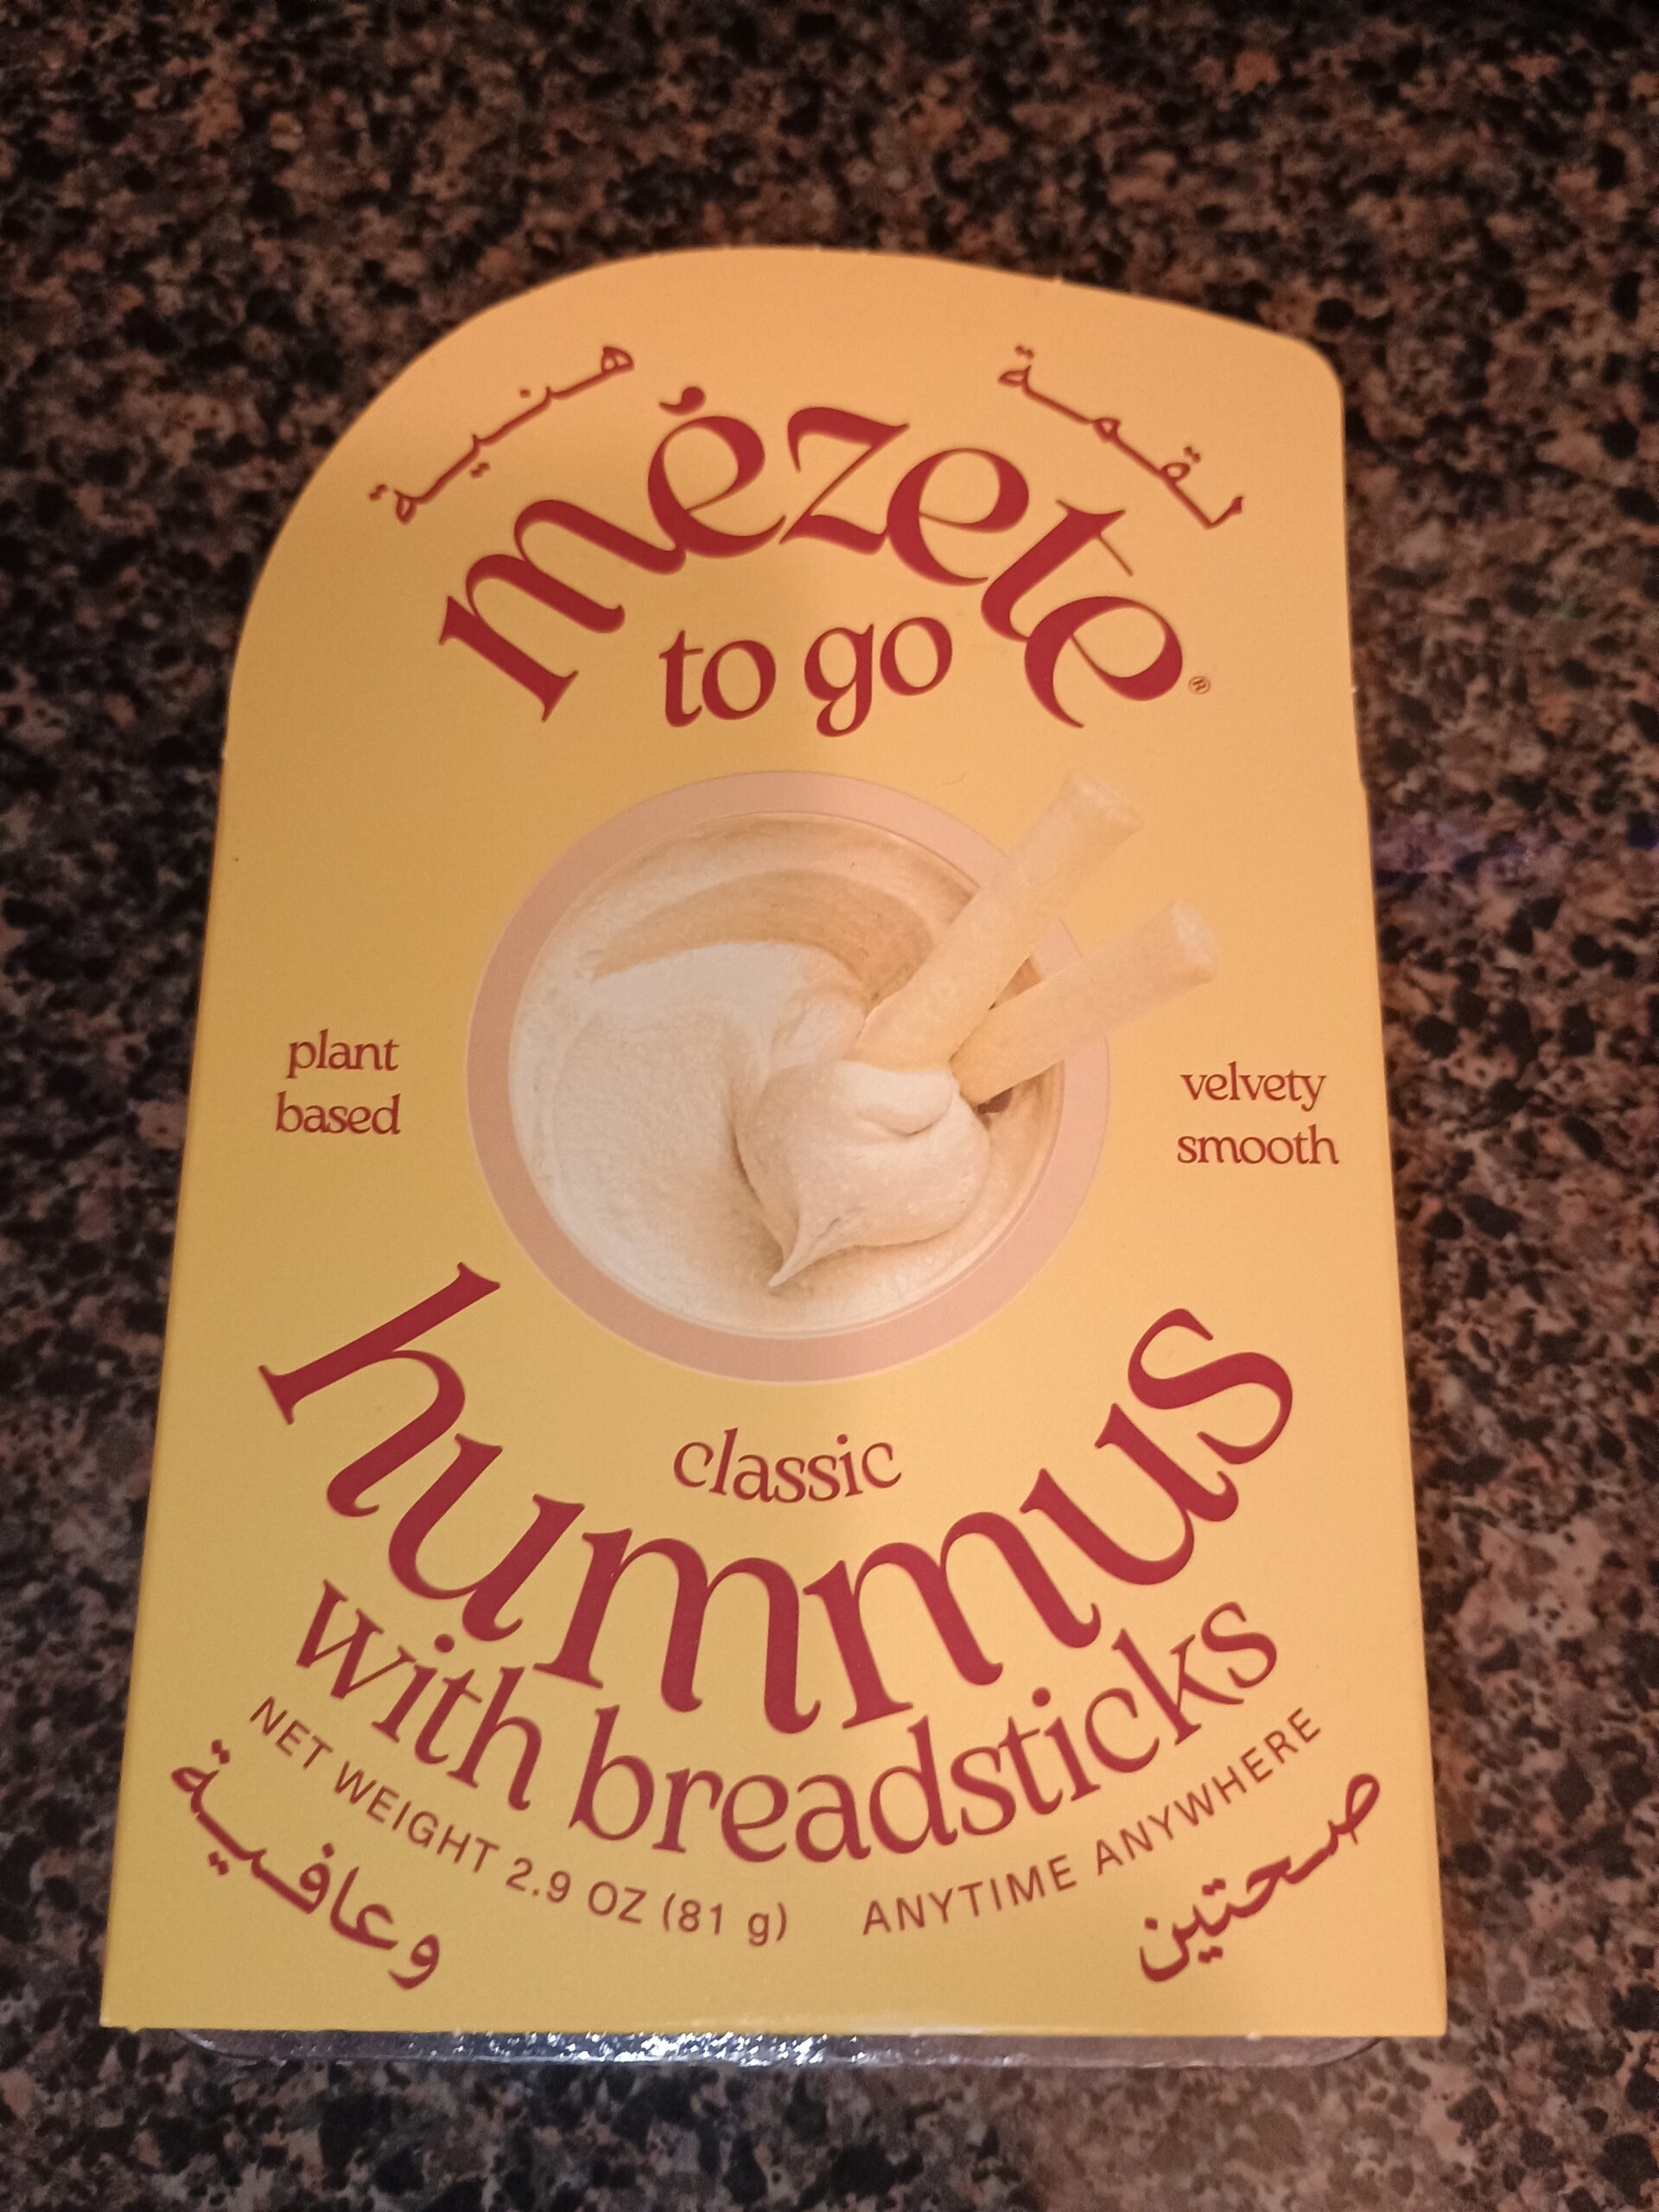 لقمة هنية
mézete®
to go
plant
based
velvety
smooth
classic
hummus
with breadsticks
NET WEIGHT 2.9 OZ (81 g) ANYTIME ANYWHERE
صحتين وعافية